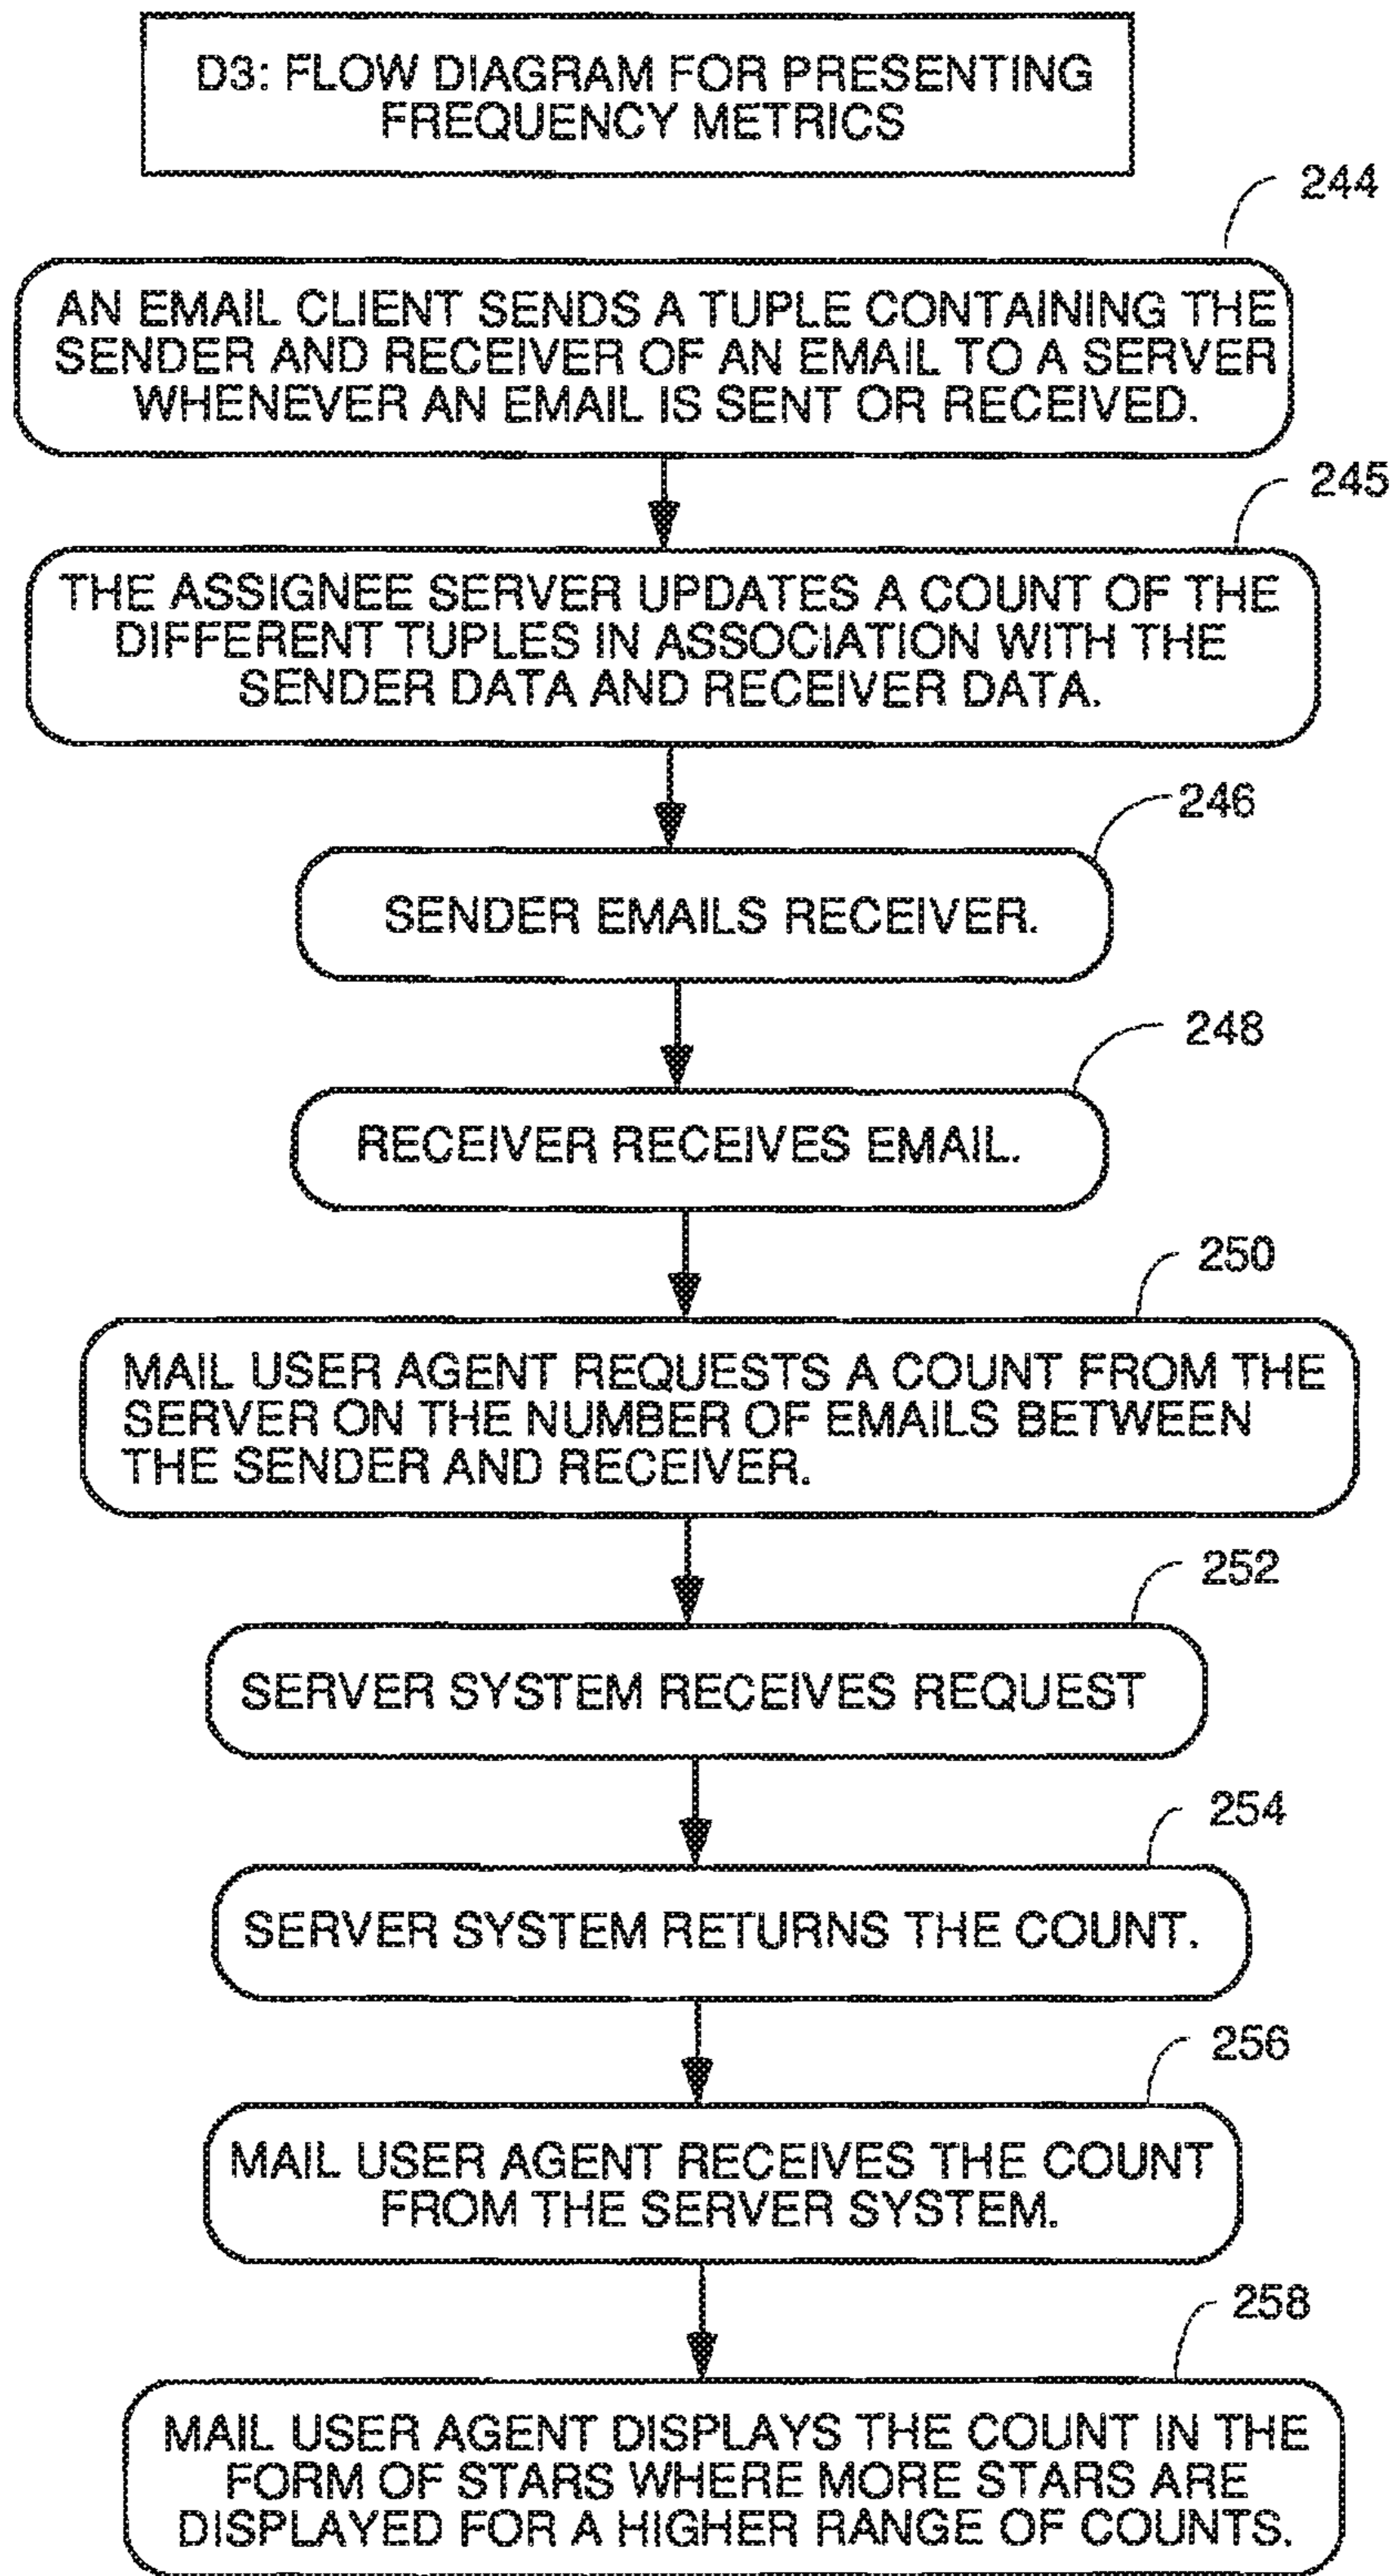 D3: FLOW DIAGRAM FOR PRESENTING
FREQUENCY METRICS
244
AN EMAIL CLIENT SENDS A TUPLE CONTAINING THE
SENDER AND RECEIVER OF AN EMAIL TO A SERVER
WHENEVER AN EMAIL IS SENT OR RECEIVED.
245
THE ASSIGNEE SERVER UPDATES A COUNT OF THE
DIFFERENT TUPLES IN ASSOCIATION WITH THE
SENDER DATA AND RECEIVER DATA.
246
SENDER EMAILS RECEIVER.
248
RECEIVER RECEIVES EMAIL.
250
MAIL USER AGENT REQUESTS A COUNT FROM THE
SERVER ON THE NUMBER OF EMAILS BETWEEN
THE SENDER AND RECEIVER.
252
SERVER SYSTEM RECEIVES REQUEST
254
SERVER SYSTEM RETURNS THE COUNT.
256
MAIL USER AGENT RECEIVES THE COUNT
FROM THE SERVER SYSTEM.
258
MAIL USER AGENT DISPLAYS THE COUNT IN THE
FORM OF STARS WHERE MORE STARS ARE
DISPLAYED FOR A HIGHER RANGE OF COUNTS.